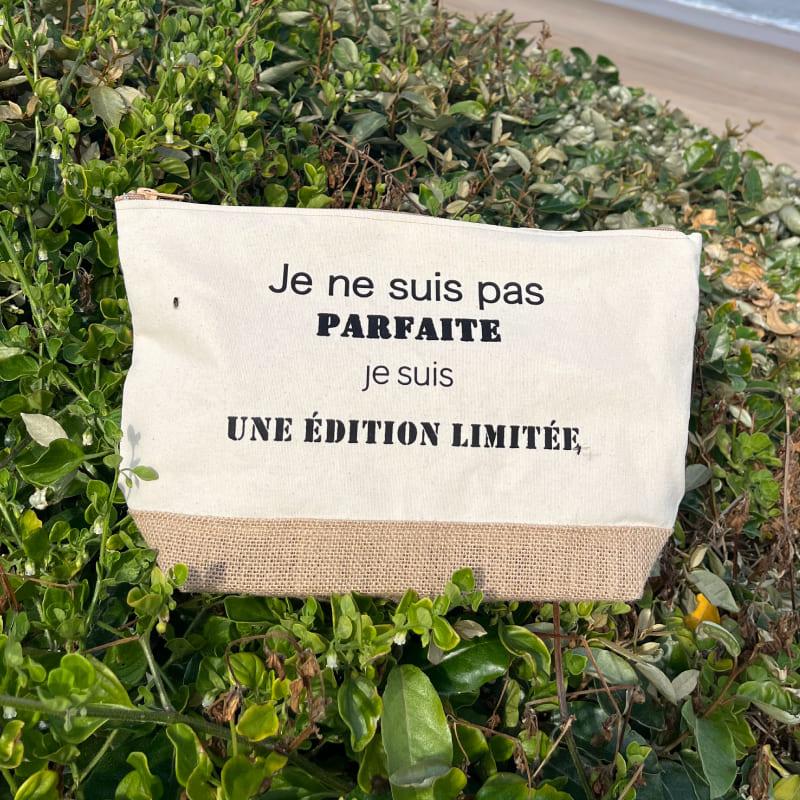 Je ne suis pas
PARFAITE
je suis
UNE ÉDITION LIMITÉE,